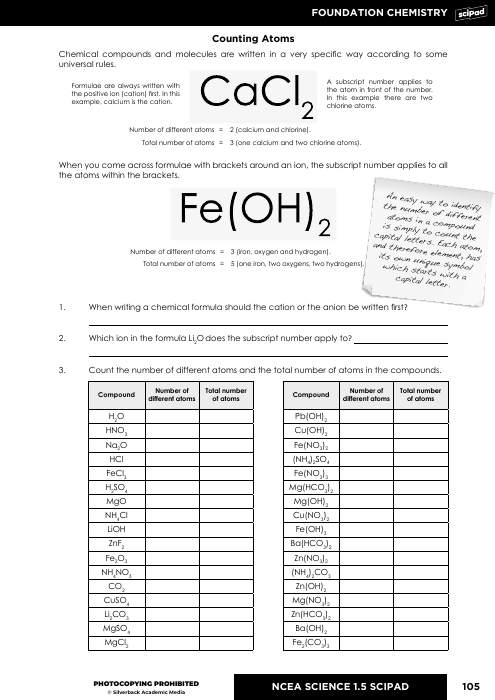 FOUNDATION CHEMISTRY scipad
Counting Atoms
Chemical compounds and molecules are written in a very specific way according to some
universal rules.
Formulae are always written with
the positive ion (cation) first. In this
example, calcium is the cation.
CaCl₂
A subscript number applies to
the atom in front of the number.
In this example there are two
chlorine atoms.
Number of different atoms = 2 (calcium and chlorine).
Total number of atoms = 3 (one calcium and two chlorine atoms).
When you come across formulae with brackets around an ion, the subscript number applies to all
the atoms within the brackets.
Fe(OH)₂
An easy way to identify
the number of different
atoms in a compound
is simply to count the
capital letters. Each atom,
and therefore element, has
its own unique symbol
which starts with a
capital letter.
Number of different atoms = 3 (iron, oxygen and hydrogen).
Total number of atoms = 5 (one iron, two oxygens, two hydrogens).
1. When writing a chemical formula should the cation or the anion be written first?
2. Which ion in the formula Li₂O does the subscript number apply to?
3. Count the number of different atoms and the total number of atoms in the compounds.
Compound Number of different atoms Total number of atoms
H₂O
HNO₃
Na₂O
HCl
FeCl₃
H₂SO₄
MgO
NH₄Cl
LiOH
ZnF₂
Fe₂O₃
NH₄NO₃
CO₂
CuSO₄
Li₂CO₃
MgSO₄
MgCl₂
Compound Number of different atoms Total number of atoms
Pb(OH)₂
Cu(OH)₂
Fe(NO₃)₂
(NH₄)₂SO₄
Fe(NO₃)₂
Mg(HCO₃)₂
Mg(OH)₂
Cu(NO₃)₂
Fe(OH)₃
Ba(HCO₃)₂
Zn(NO₃)₂
(NH₄)₂CO₃
Zn(OH)₂
Mg(NO₃)₂
Zn(HCO₃)₂
Ba(OH)₂
Fe₂(CO₃)₃
PHOTOCOPYING PROHIBITED
© Silverback Academic Media
NCEA SCIENCE 1.5 SCIPAD 105